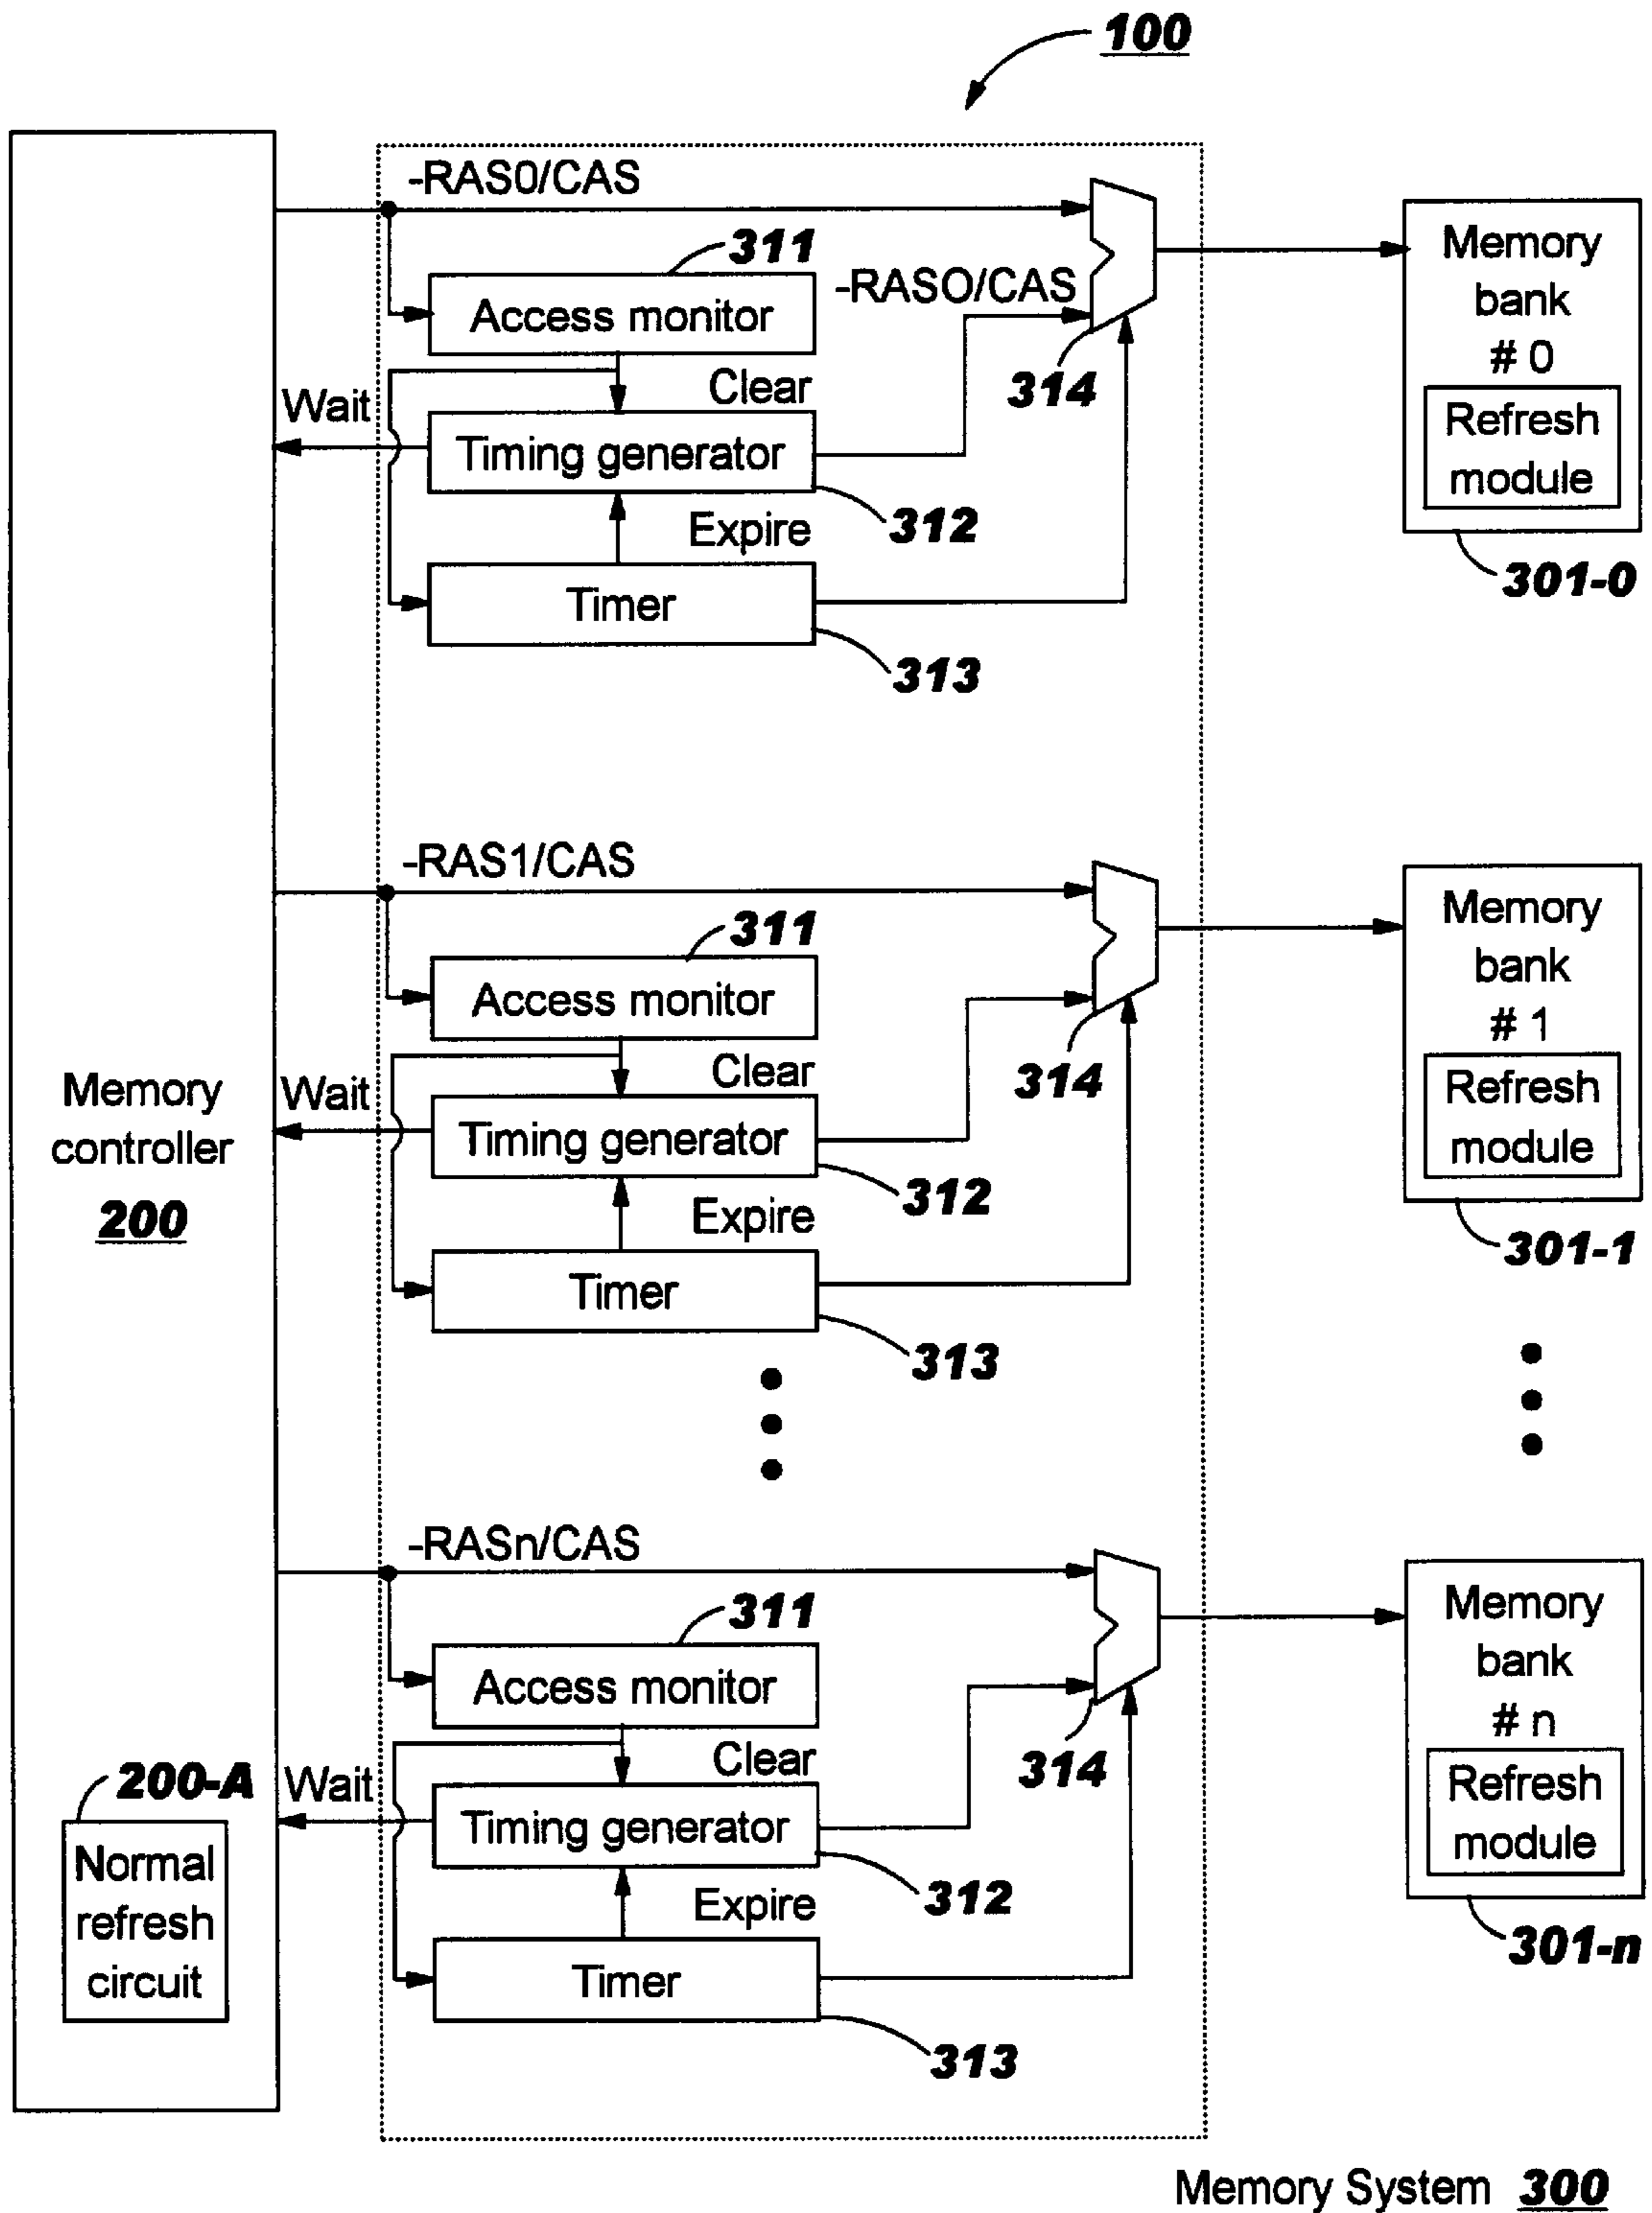 100
-RAS0/CAS
311
Access monitor
-RASO/CAS
314
Clear
Wait
Timing generator
312
Expire
Timer
313
Memory
bank
# 0
Refresh
module
301-0
-RAS1/CAS
311
Access monitor
314
Clear
Wait
Timing generator
312
Expire
Timer
313
Memory
bank
# 1
Refresh
module
301-1
Memory
controller
200
-RASn/CAS
311
Access monitor
314
Clear
Wait
Timing generator
312
Expire
Timer
313
Memory
bank
# n
Refresh
module
301-n
200-A
Normal
refresh
circuit
Memory System 300